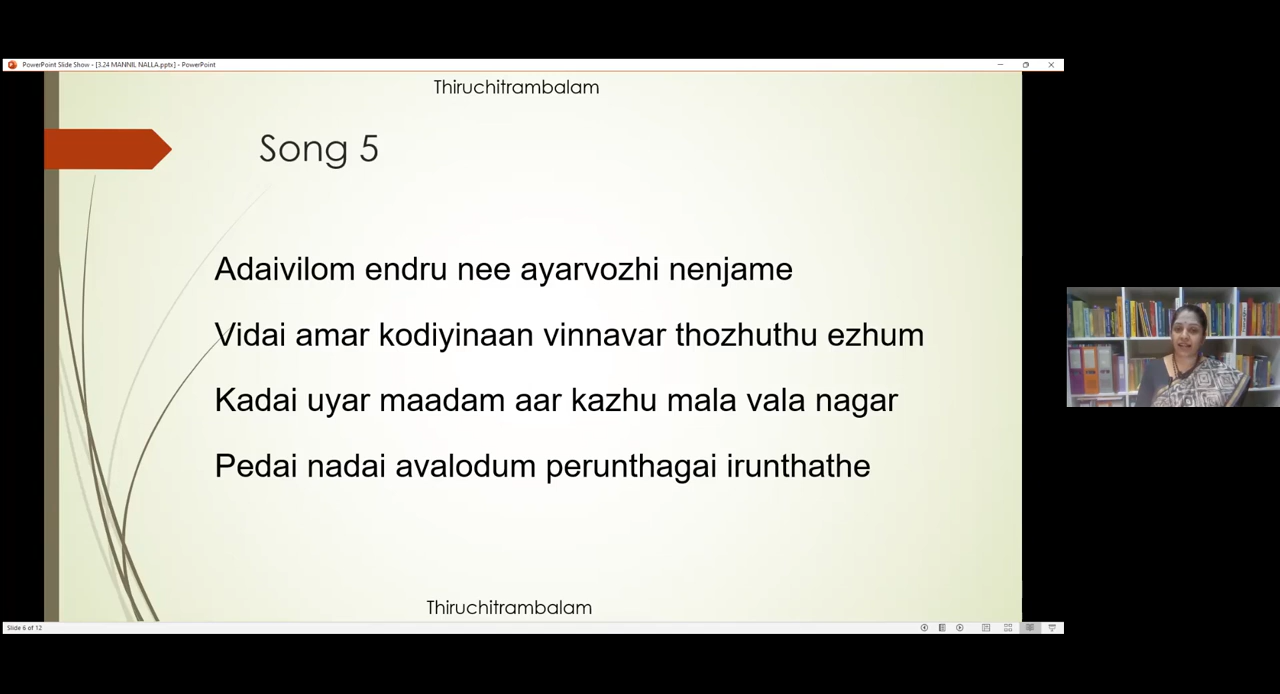 PowerPoint Slide Show - [3.24 MANNIL NALLA.pptx] - PowerPoint
Thiruchitrambalam
Song 5
Adaivilom endru nee ayarvozhi nenjame
Vidai amar kodiyinaan vinnavar thozhuthu ezhum
Kadai uyar maadam aar kazhu mala vala nagar
Pedai nadai avalodum perunthagai irunthathe
Thiruchitrambalam
Slide 6 of 12